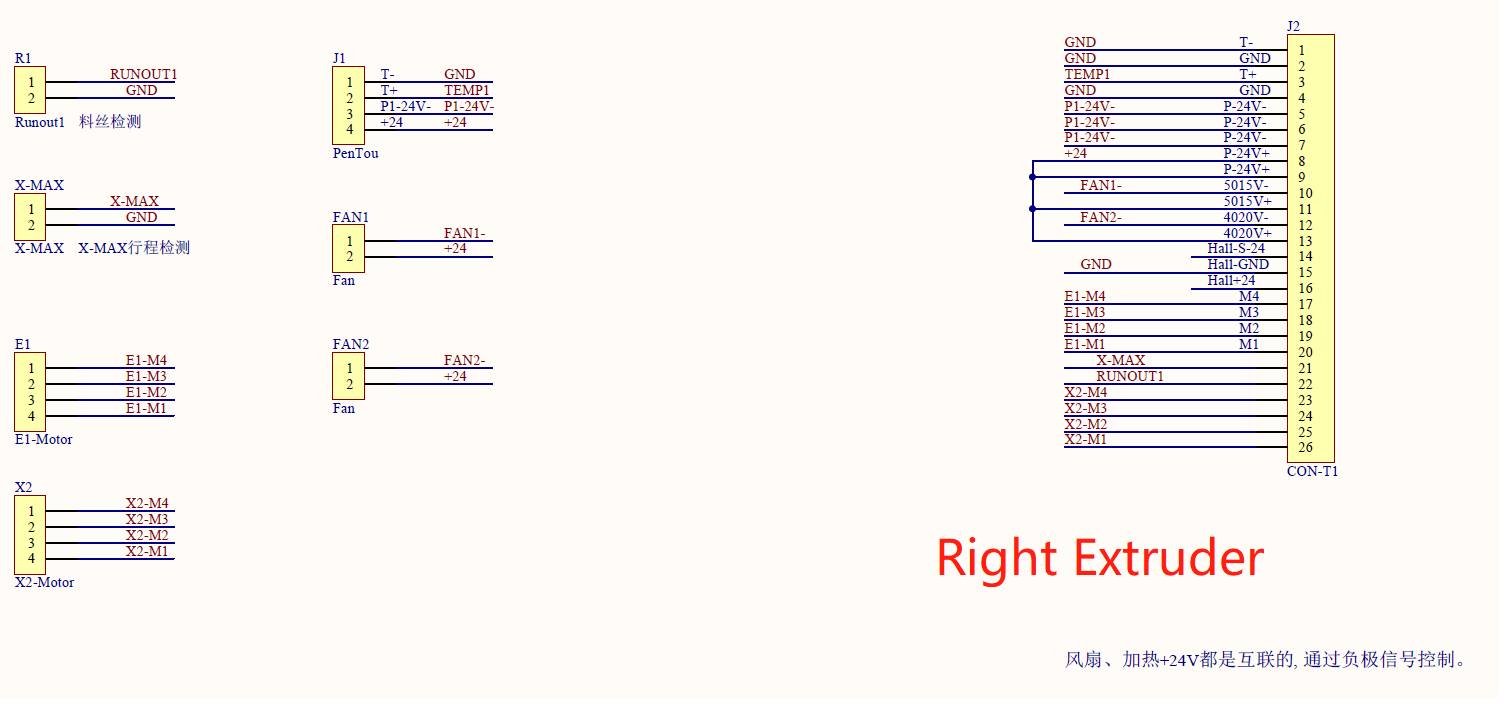 R1
1 RUNOUT1
2 GND
Runout1 料丝检测
X-MAX
1 X-MAX
2 GND
X-MAX X-MAX行程检测
E1
1 E1-M4
2 E1-M3
3 E1-M2
4 E1-M1
E1-Motor
X2
1 X2-M4
2 X2-M3
3 X2-M2
4 X2-M1
X2-Motor
J1
1 T- GND
2 T+ TEMP1
3 P1-24V- P1-24V-
4 +24 +24
PenTou
FAN1
1 FAN1-
2 +24
Fan
FAN2
1 FAN2-
2 +24
Fan
J2
GND T- 1
GND GND 2
TEMP1 T+ 3
GND GND 4
P1-24V- P-24V- 5
P1-24V- P-24V- 6
P1-24V- P-24V- 7
+24 P-24V+ 8
P-24V+ 9
FAN1- 5015V- 10
5015V+ 11
FAN2- 4020V- 12
4020V+ 13
Hall-S-24 14
GND Hall-GND 15
Hall+24 16
E1-M4 M4 17
E1-M3 M3 18
E1-M2 M2 19
E1-M1 M1 20
X-MAX 21
RUNOUT1 22
X2-M4 23
X2-M3 24
X2-M2 25
X2-M1 26
CON-T1
Right Extruder
风扇、加热+24V都是互联的, 通过负极信号控制。